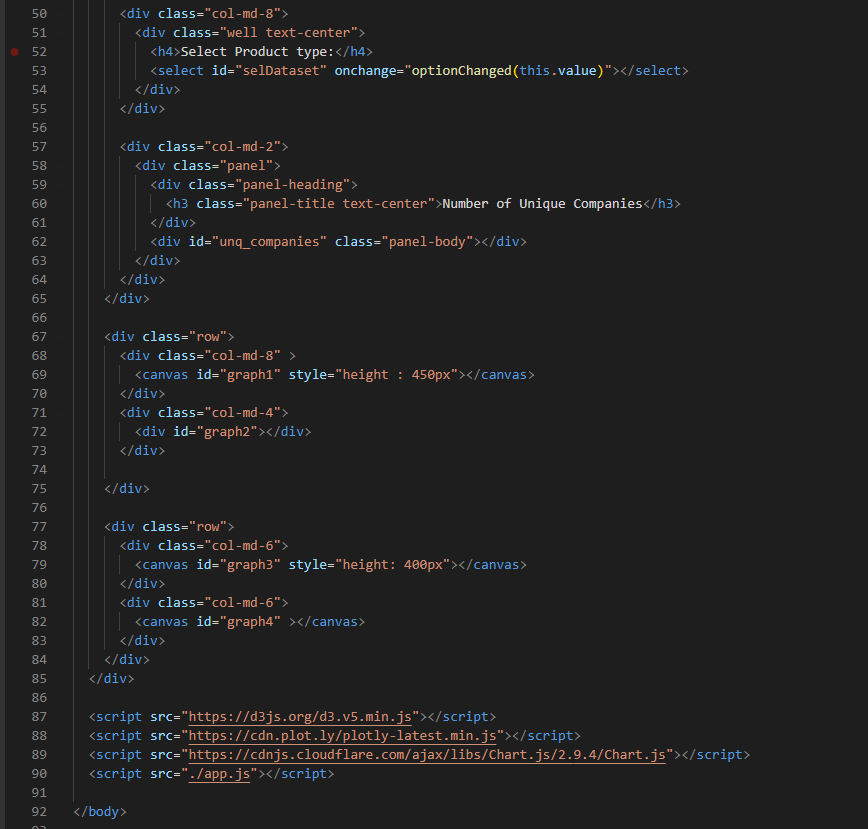 50 <div class="col-md-8">
51 <div class="well text-center">
52 <h4>Select Product type:</h4>
53 <select id="selDataset" onchange="optionChanged(this.value)"></select>
54 </div>
55 </div>
56
57 <div class="col-md-2">
58 <div class="panel">
59 <div class="panel-heading">
60 <h3 class="panel-title text-center">Number of Unique Companies</h3>
61 </div>
62 <div id="unq_companies" class="panel-body"></div>
63 </div>
64 </div>
65 </div>
66
67 <div class="row">
68 <div class="col-md-8" >
69 <canvas id="graph1" style="height : 450px"></canvas>
70 </div>
71 <div class="col-md-4">
72 <div id="graph2"></div>
73 </div>
74
75 </div>
76
77 <div class="row">
78 <div class="col-md-6">
79 <canvas id="graph3" style="height: 400px"></canvas>
80 </div>
81 <div class="col-md-6">
82 <canvas id="graph4" ></canvas>
83 </div>
84 </div>
85 </div>
86
87 <script src="https://d3js.org/d3.v5.min.js"></script>
88 <script src="https://cdn.plot.ly/plotly-latest.min.js"></script>
89 <script src="https://cdnjs.cloudflare.com/ajax/libs/Chart.js/2.9.4/Chart.js"></script>
90 <script src="./app.js"></script>
91
92 </body>